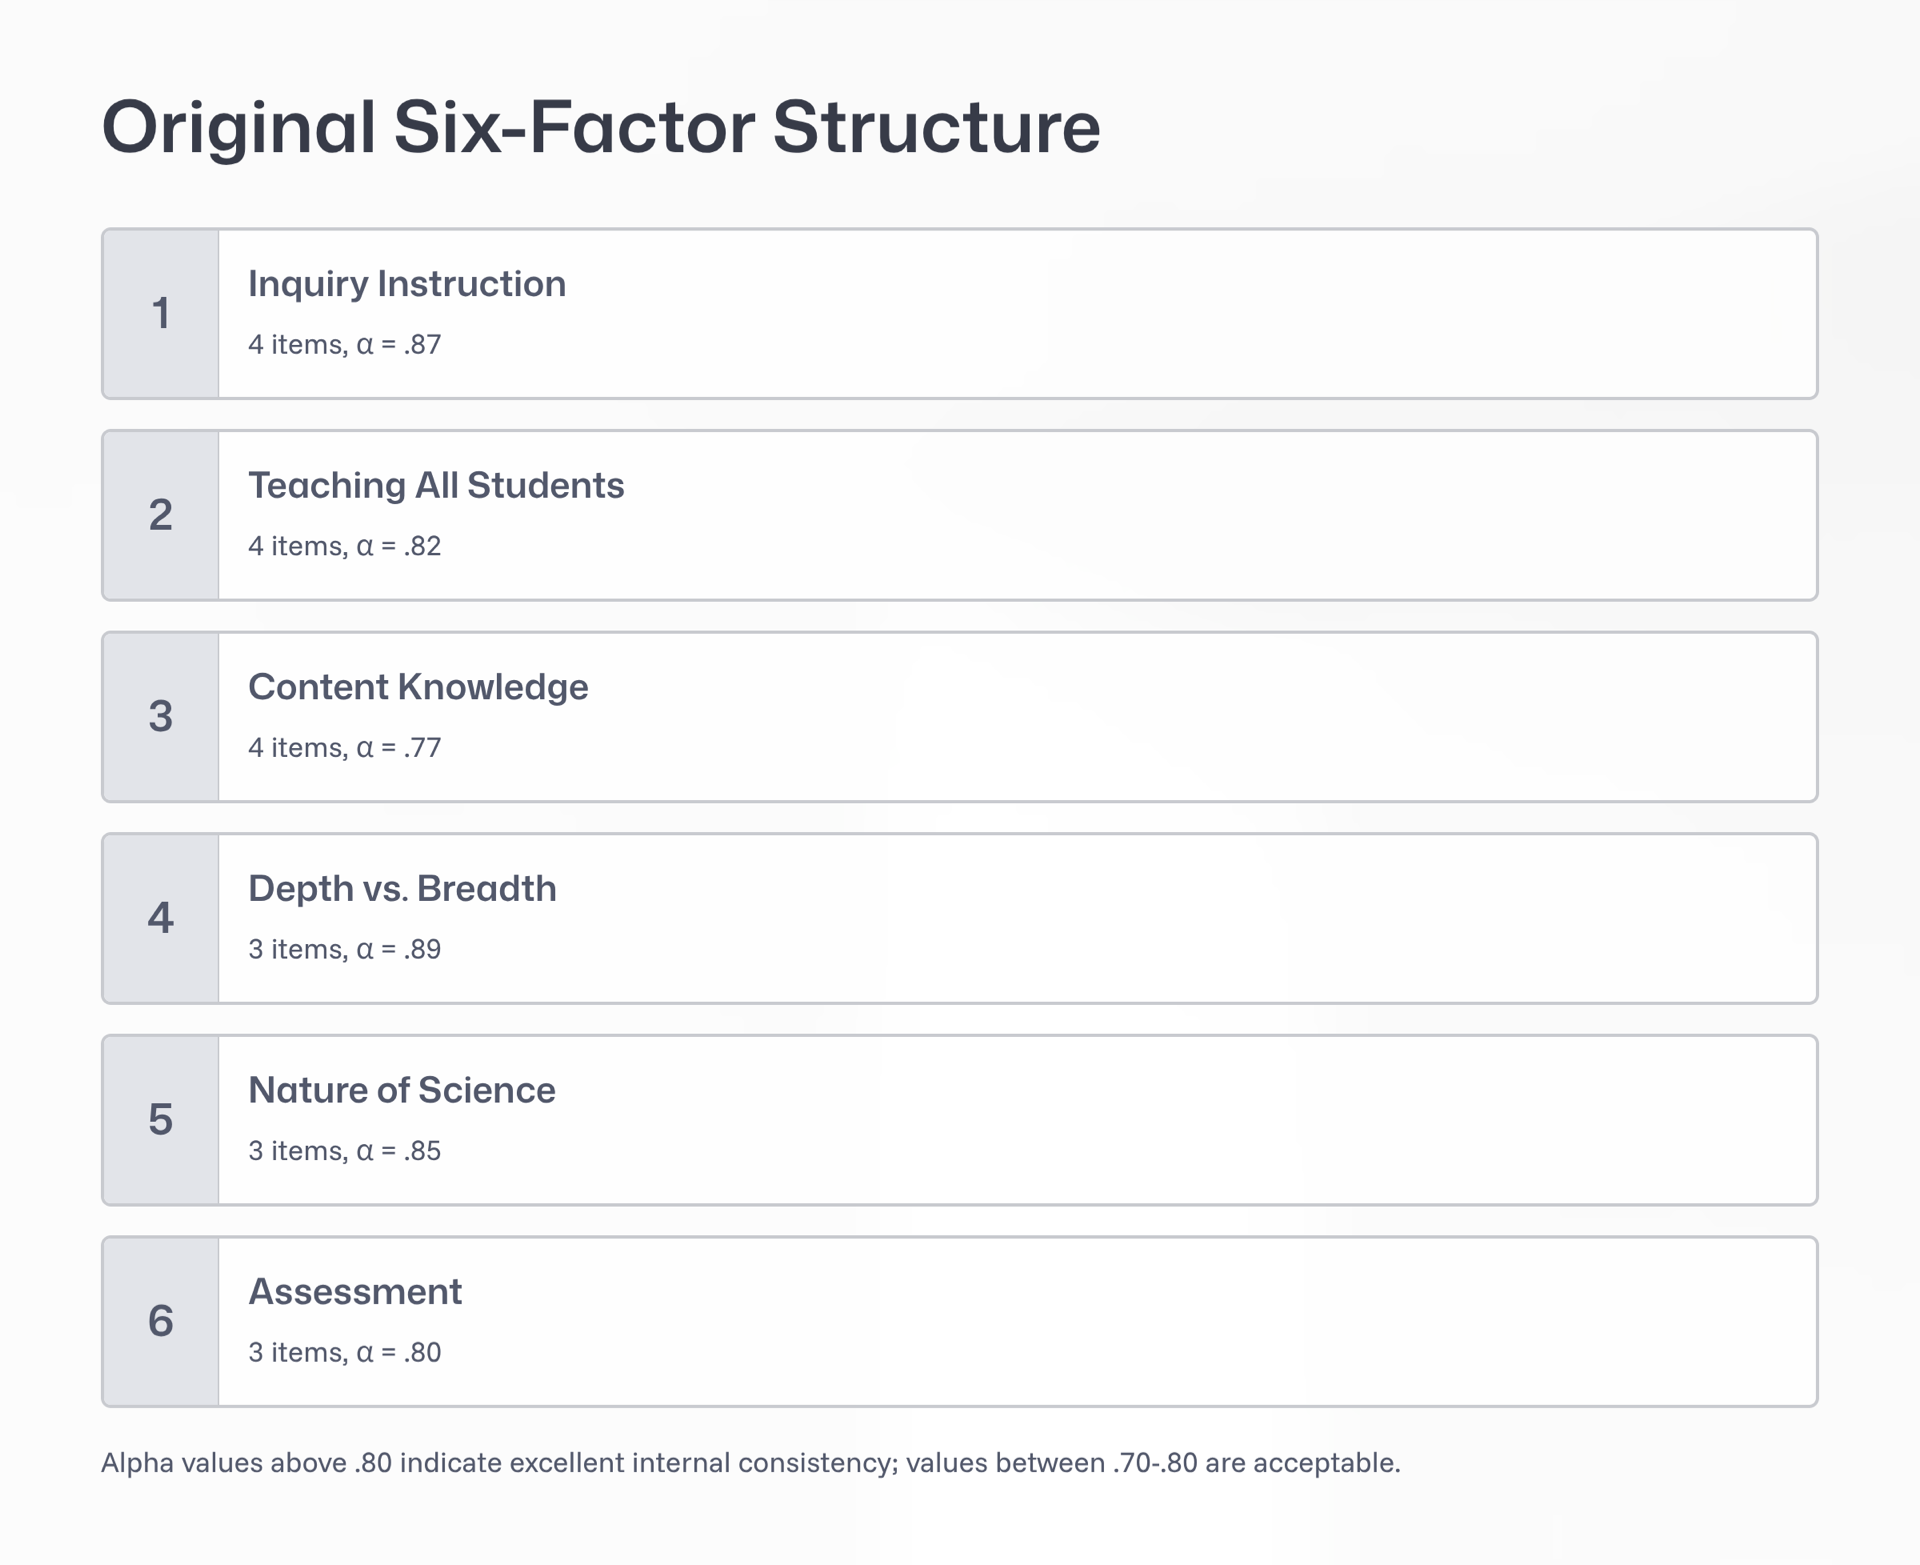 Original Six-Factor Structure
1
Inquiry Instruction
4 items, α = .87
2
Teaching All Students
4 items, α = .82
3
Content Knowledge
4 items, α = .77
4
Depth vs. Breadth
3 items, α = .89
5
Nature of Science
3 items, α = .85
6
Assessment
3 items, α = .80
Alpha values above .80 indicate excellent internal consistency; values between .70-.80 are acceptable.